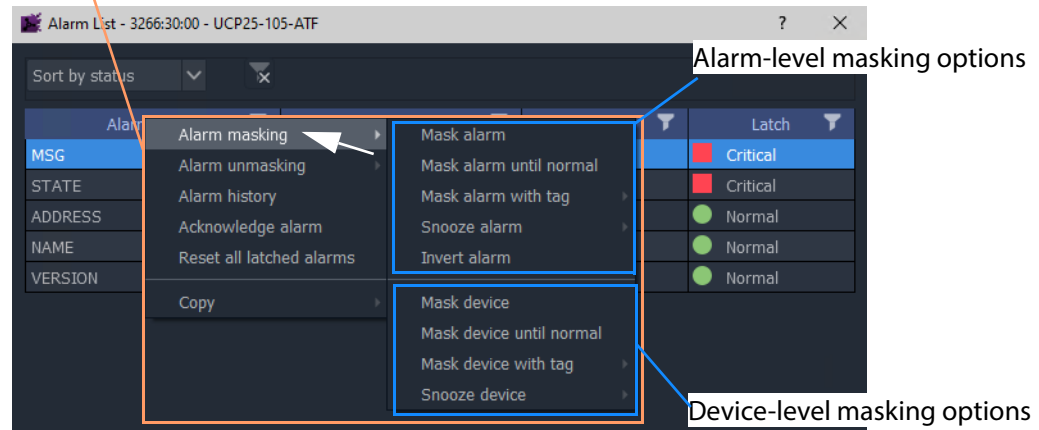 Alarm List - 3266:30:00 - UCP25-105-ATF ? ×
Alarm-level masking options
Sort by status
Alarm Latch
Alarm masking
Mask alarm
MSG Critical
Alarm unmasking
Mask alarm until normal
STATE Critical
Alarm history
Mask alarm with tag
ADDRESS Normal
Acknowledge alarm
Snooze alarm
NAME Normal
Reset all latched alarms
Invert alarm
VERSION Normal
Copy
Mask device
Mask device until normal
Mask device with tag
Snooze device
Device-level masking options